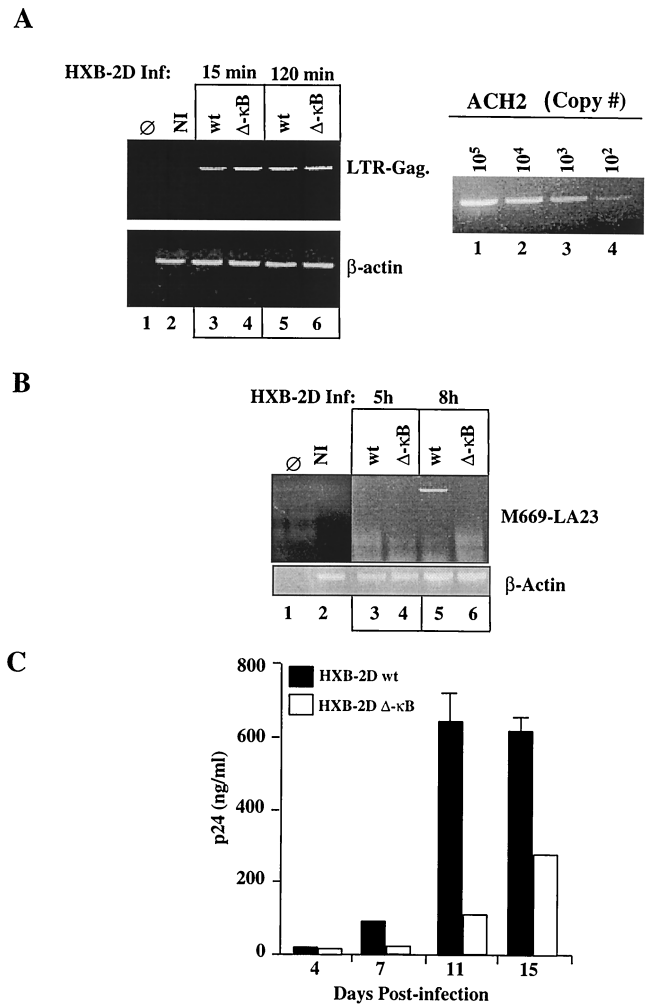 A
HXB-2D Inf: 15 min 120 min
∅ NI wt Δ-κB wt Δ-κB
LTR-Gag.
β-actin
1 2 3 4 5 6
ACH2 (Copy #)
10⁵ 10⁴ 10³ 10²
1 2 3 4
B
HXB-2D Inf: 5h 8h
∅ NI wt Δ-κB wt Δ-κB
M669-LA23
β-Actin
1 2 3 4 5 6
C
HXB-2D wt
HXB-2D Δ-κB
p24 (ng/ml)
800
600
400
200
0
4 7 11 15
Days Post-infection